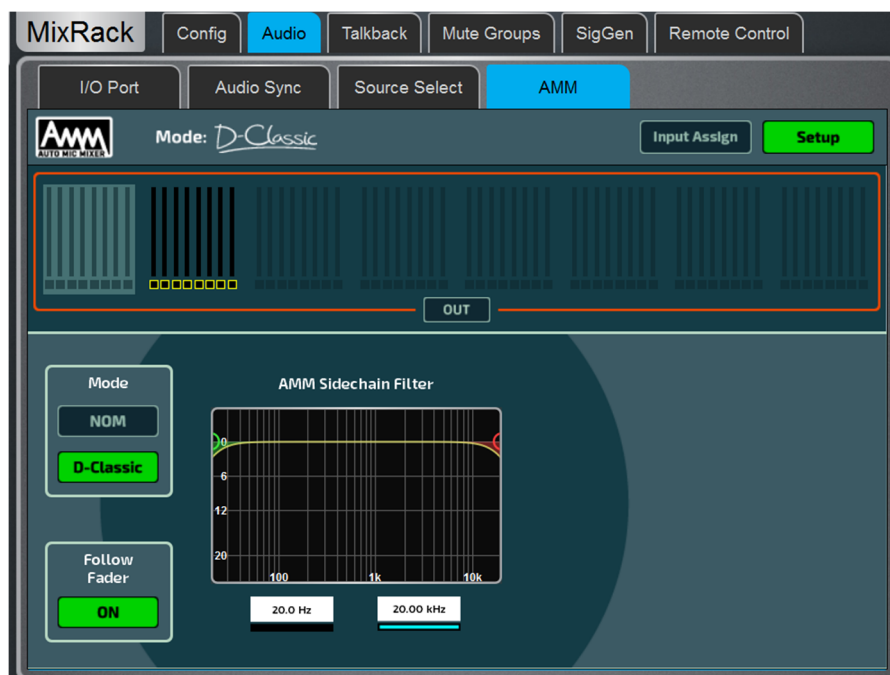 MixRack Config Audio Talkback Mute Groups SigGen Remote Control
I/O Port Audio Sync Source Select AMM
AMM
AUTO MIC MIXER
Mode: D-Classic
Input Assign Setup
OUT
Mode
NOM
D-Classic
Follow
Fader
ON
AMM Sidechain Filter
0
6
12
20
100 1k 10k
20.0 Hz 20.00 kHz